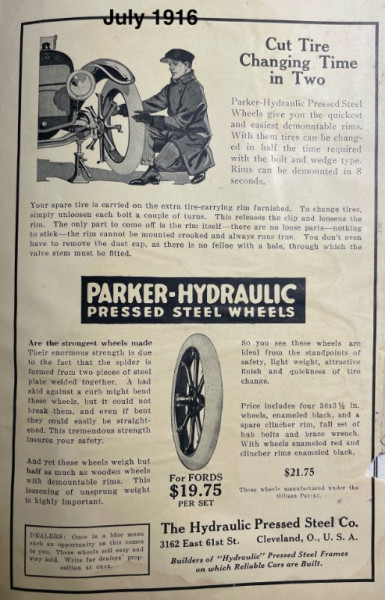 July 1916
Cut Tire
Changing Time
in Two
Parker-Hydraulic Pressed Steel
Wheels give you the quickest
and easiest demountable rims.
With them tires can be chang-
ed in half the time required
with the bolt and wedge type.
Rims can be demounted in 8
seconds.
Your spare tire is carried on the extra tire-carrying rim furnished. To change tires,
simply unloosen each bolt a couple of turns. This releases the clip and loosens the
rim. The only part to come off is the rim itself—there are no loose parts—nothing
to stick—the rim cannot be mounted crooked and always runs true. You don't even
have to remove the dust cap, as there is no felloe with a hole, through which the
valve stem must be fitted.
PARKER-HYDRAULIC
PRESSED STEEL WHEELS
Are the strongest wheels made
Their enormous strength is due
to the fact that the spider is
formed from two pieces of steel
plate welded together. A bad
skid against a curb might bend
these wheels, but it could not
break them, and even if bent
they could easily be straight-
ened. This tremendous strength
insures your safety.
And yet these wheels weigh but
half as much as wooden wheels
with demountable rims. This
lessening of unsprung weight
is highly important.
For FORDS
$19.75
PER SET
So you see these wheels are
ideal from the standpoints of
safety, light weight, attractive
finish and quickness of tire
change.
Price includes four 30x3½ in.
wheels, enameled black, and a
spare clincher rim, full set of
hub bolts and brace wrench.
With wheels enameled red and
clincher rims enameled black,
$21.75
These wheels manufactured under the
Gibson Patent.
DEALERS: Once in a blue moon
such an opportunity as this comes
to you. These wheels sell easy and
stay sold. Write for dealers' prop-
osition at once.
The Hydraulic Pressed Steel Co.
3162 East 61st St. Cleveland, O., U. S. A.
Builders of "Hydraulic" Pressed Steel Frames
on which Reliable Cars are Built.